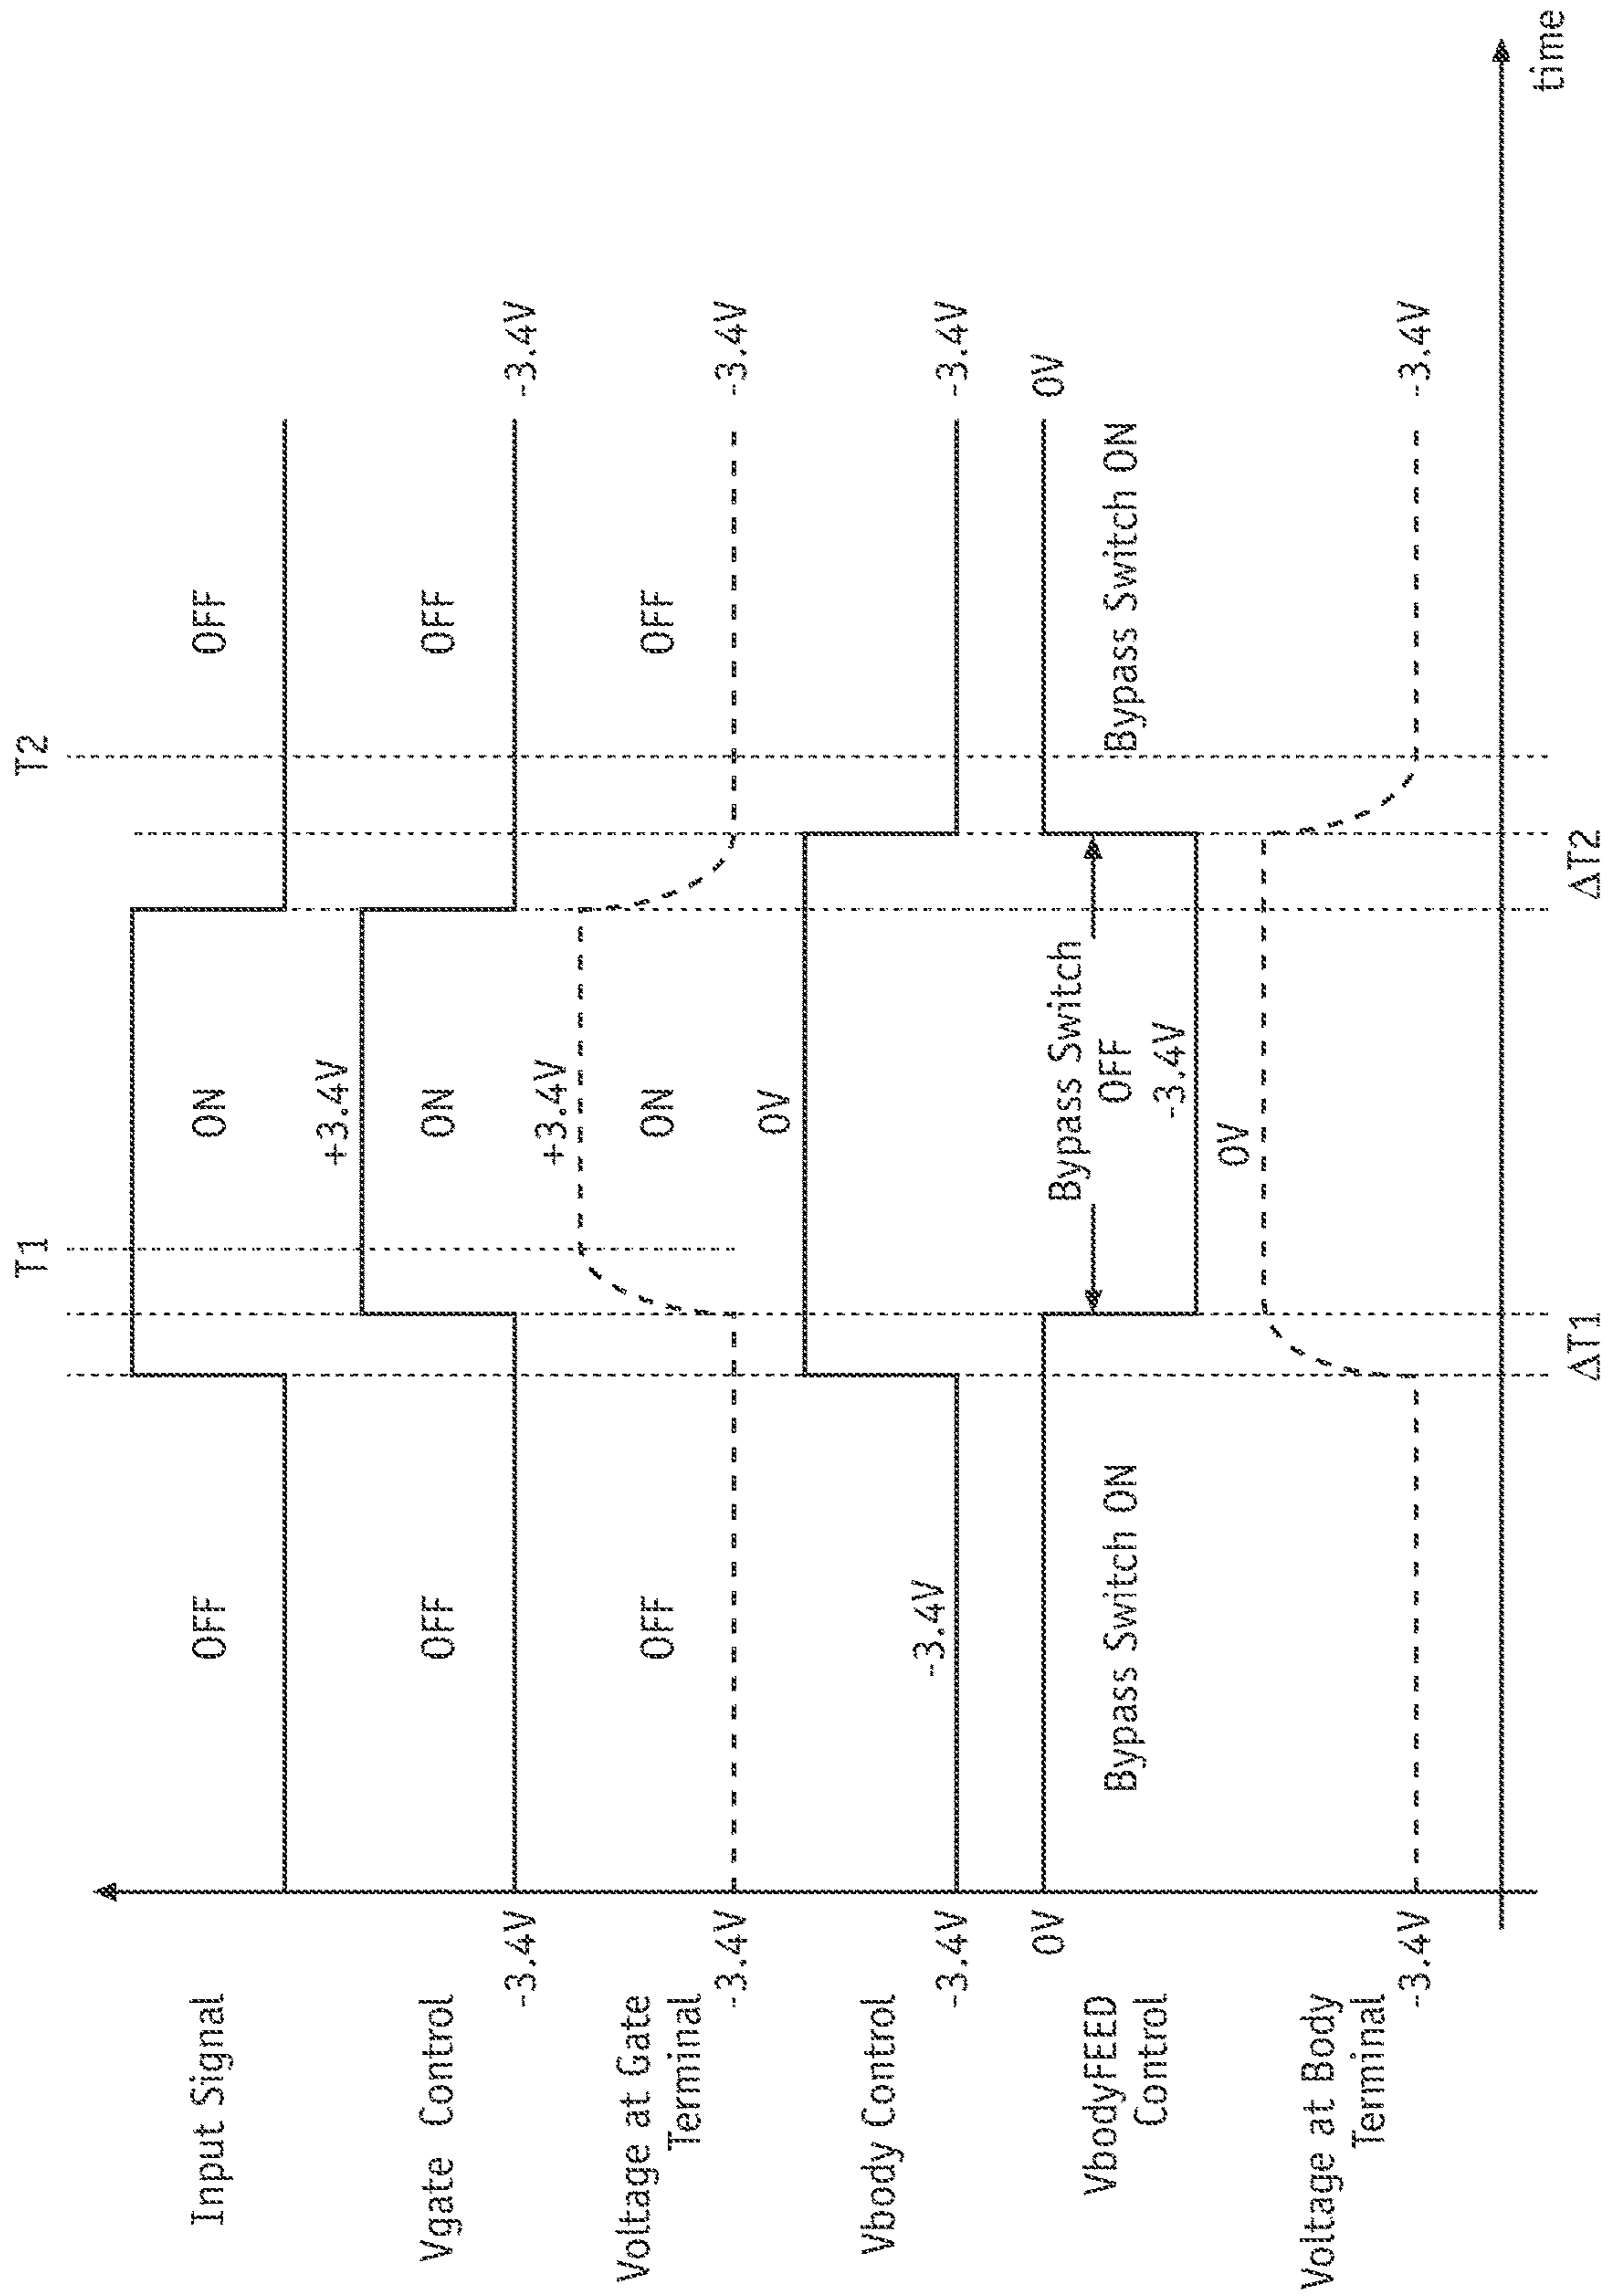 T1
T2
Input Signal
OFF
ON
OFF
+3.4V
Vgate Control
OFF
ON
OFF
-3.4V
-3.4V
+3.4V
Voltage at Gate
Terminal
OFF
ON
OFF
-3.4V
-3.4V
0V
Vbody Control
-3.4V
-3.4V
-3.4V
0V
0V
VbodyFEED
Control
Bypass Switch ON
Bypass Switch
OFF
-3.4V
Bypass Switch ON
0V
Voltage at Body
Terminal
-3.4V
-3.4V
time
ΔT1
ΔT2